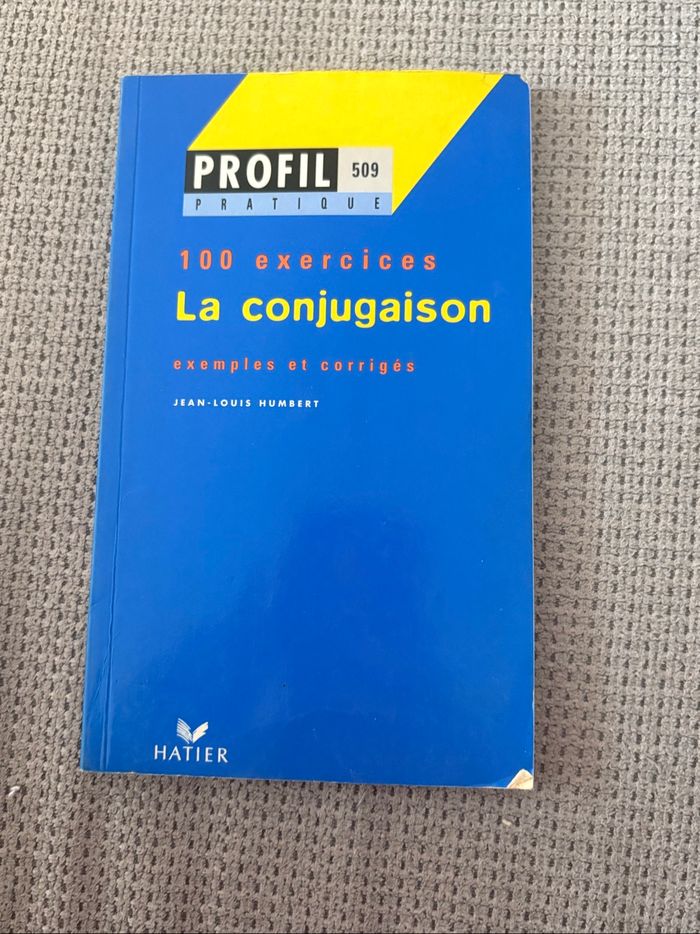 PROFIL 509
PRATIQUE
100 exercices
La conjugaison
exemples et corrigés
JEAN-LOUIS HUMBERT
HATIER